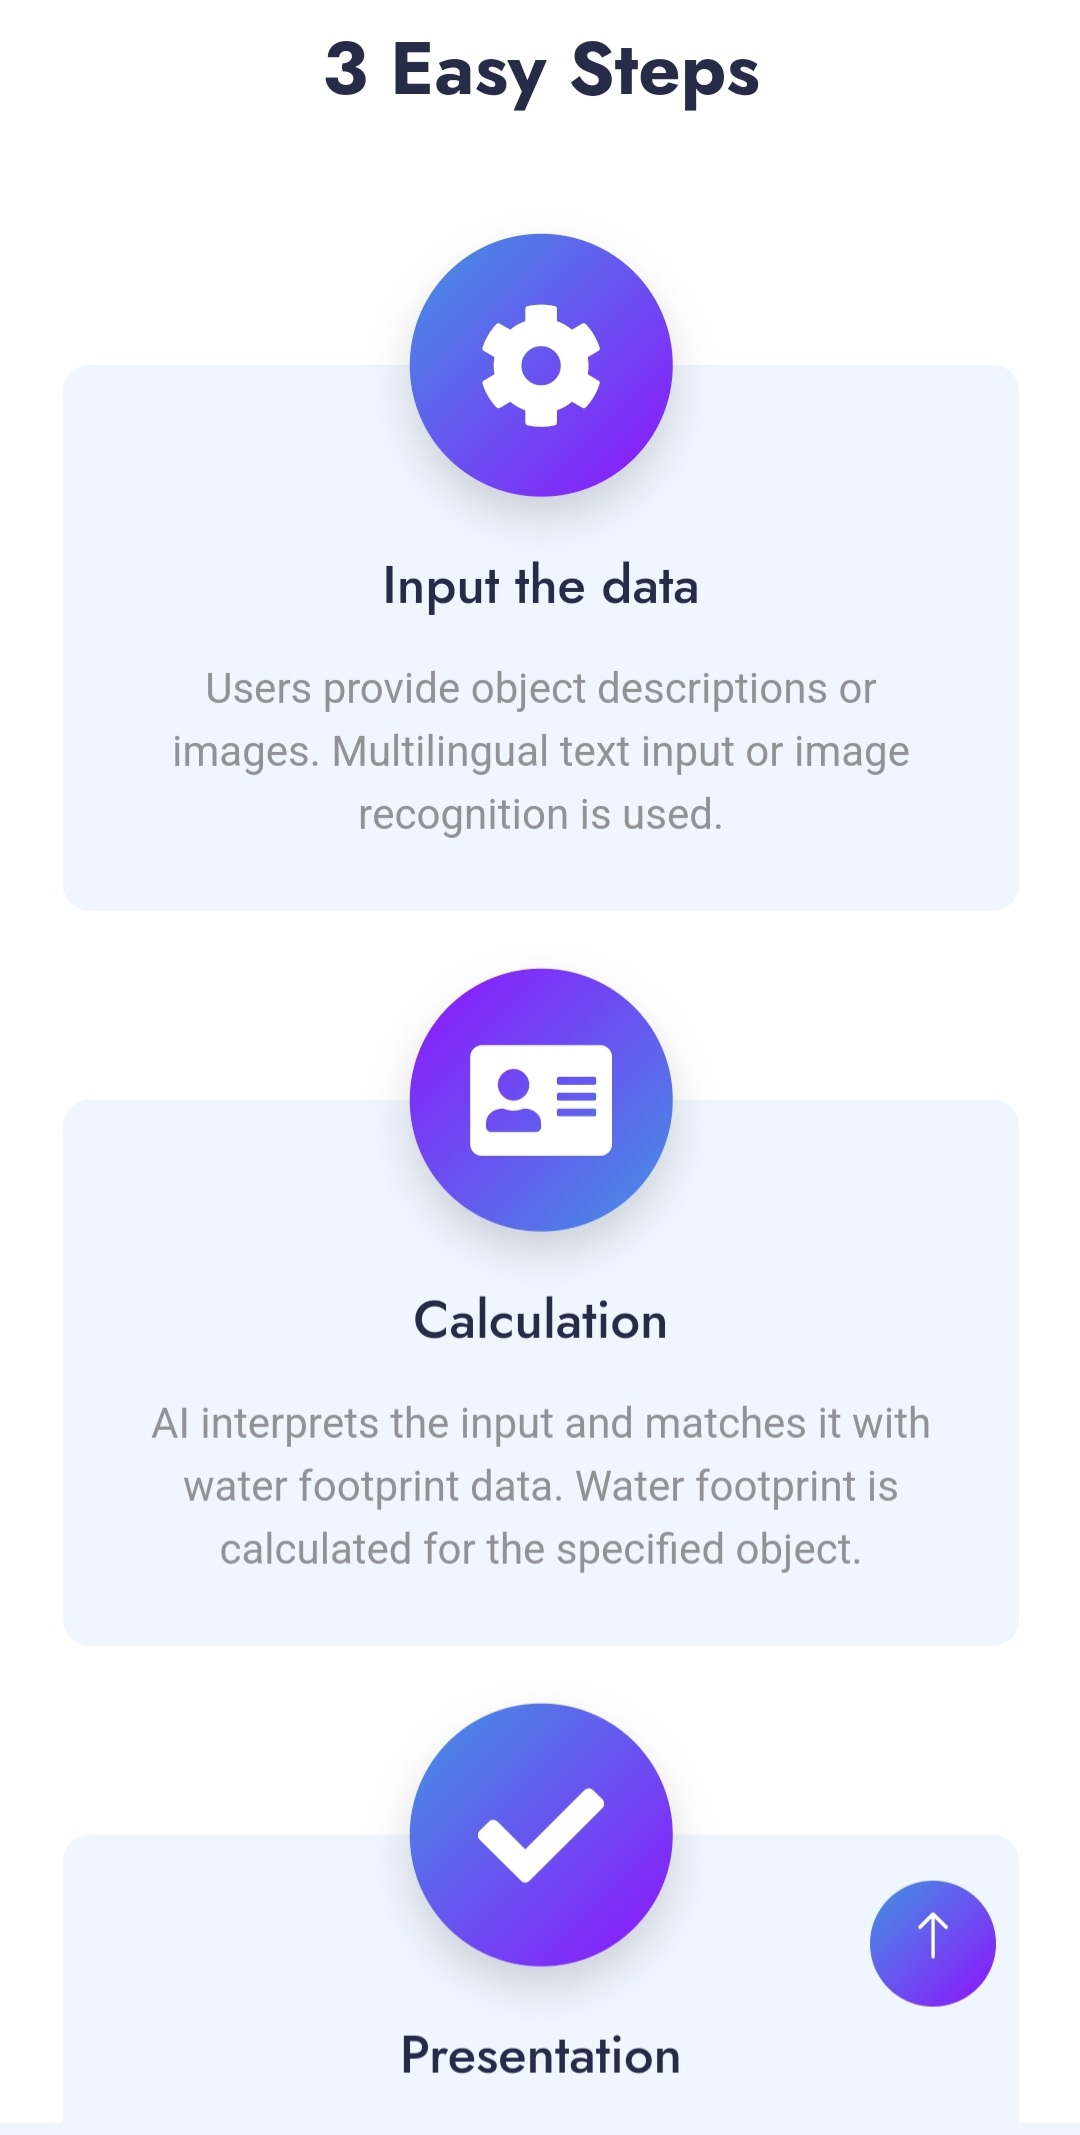 3 Easy Steps
Input the data
Users provide object descriptions or
images. Multilingual text input or image
recognition is used.
Calculation
AI interprets the input and matches it with
water footprint data. Water footprint is
calculated for the specified object.
Presentation